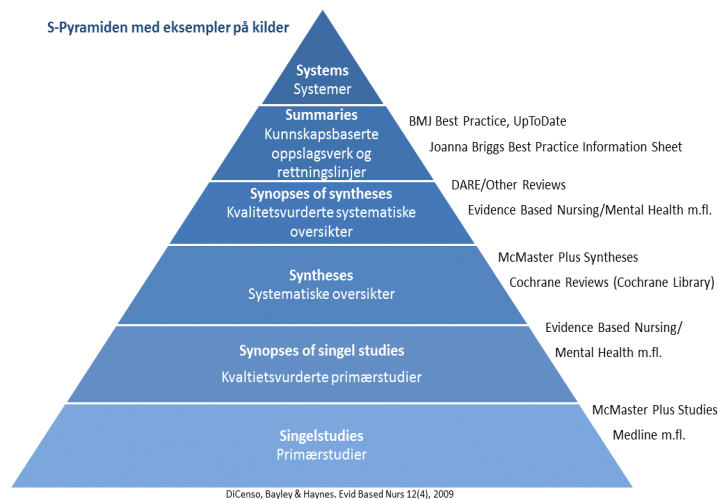 S-Pyramiden med eksempler på kilder
Systems
Systemer
Summaries
Kunnskapsbaserte
oppslagsverk og
rettningslinjer
BMJ Best Practice, UpToDate
Joanna Briggs Best Practice Information Sheet
Synopses of syntheses
Kvalitetsvurderte systematiske
oversikter
DARE/Other Reviews
Evidence Based Nursing/Mental Health m.fl.
Syntheses
Systematiske oversikter
McMaster Plus Syntheses
Cochrane Reviews (Cochrane Library)
Synopses of singel studies
Kvaltietsvurderte primærstudier
Evidence Based Nursing/
Mental Health m.fl.
Singelstudies
Primærstudier
McMaster Plus Studies
Medline m.fl.
DiCenso, Bayley & Haynes. Evid Based Nurs 12(4), 2009